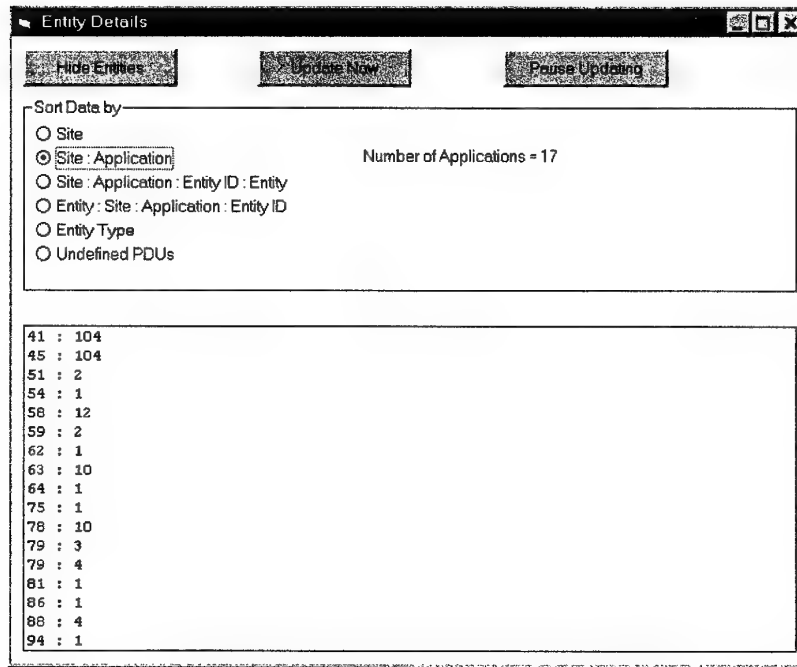 Entity Details
Hide Entities Update Now Pause Updating
Sort Data by
Site
Site : Application Number of Applications = 17
Site : Application : Entity ID : Entity
Entity : Site : Application : Entity ID
Entity Type
Undefined PDUs
41 : 104
45 : 104
51 : 2
54 : 1
58 : 12
59 : 2
62 : 1
63 : 10
64 : 1
75 : 1
78 : 10
79 : 3
79 : 4
81 : 1
86 : 1
88 : 4
94 : 1